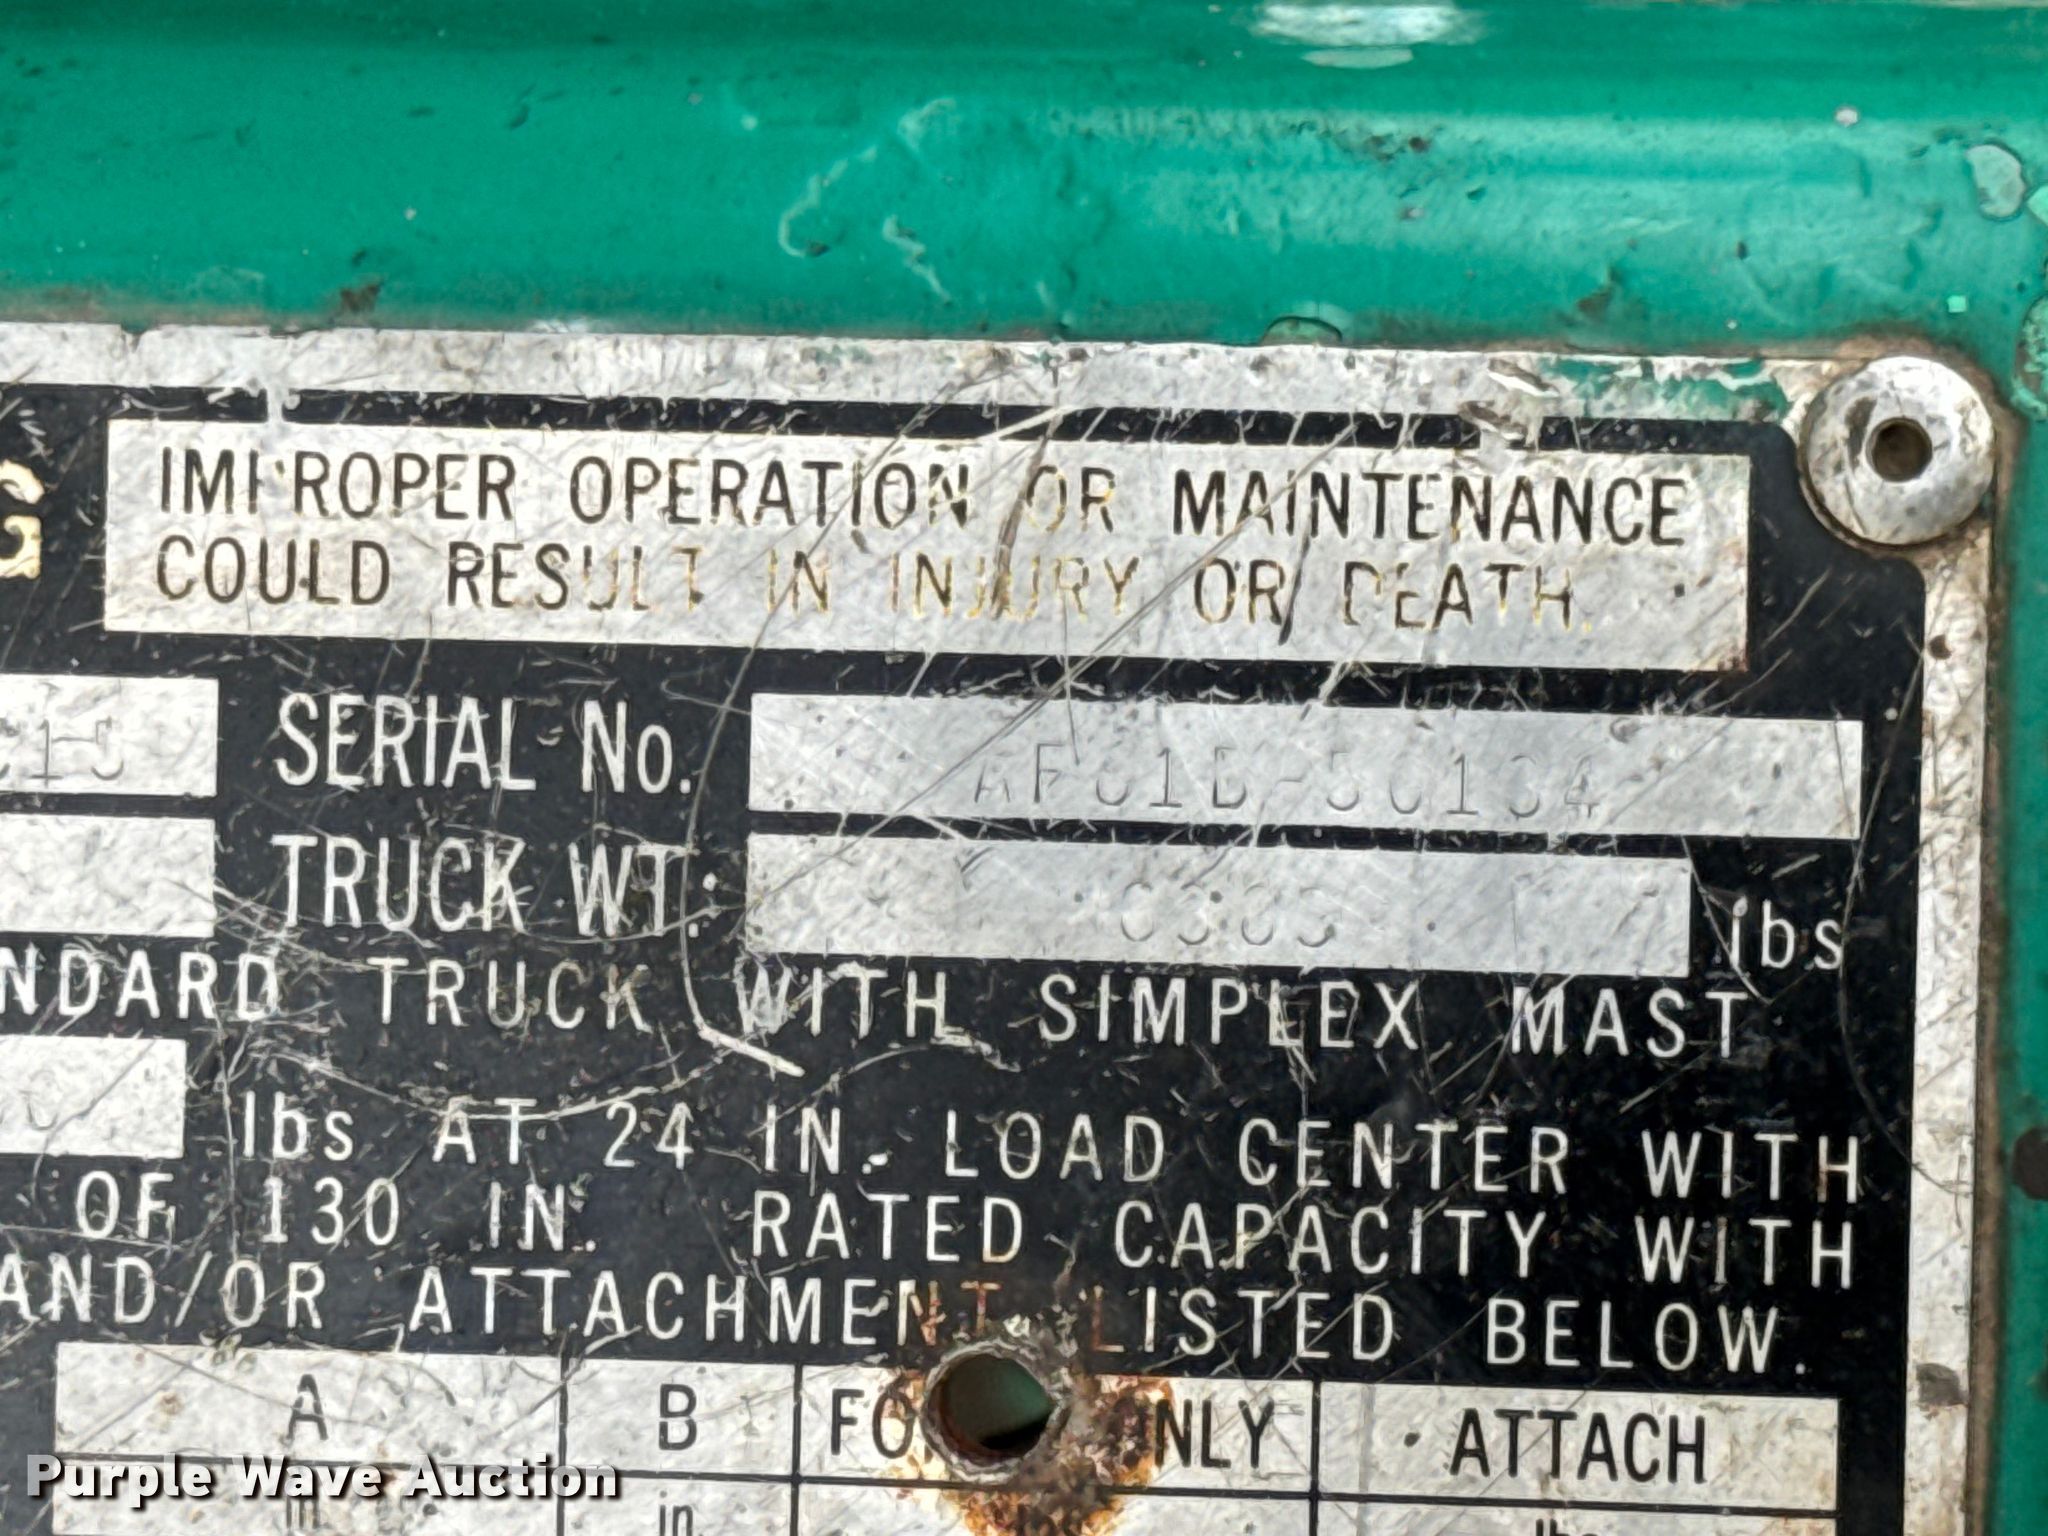 IMPROPER OPERATION OR MAINTENANCE
COULD RESULT IN INJURY OR DEATH.
G
SERIAL No.
TRUCK WT. lbs
NDARD TRUCK WITH SIMPLEX MAST
lbs AT 24 IN. LOAD CENTER WITH
OF 130 IN. RATED CAPACITY WITH
AND/OR ATTACHMENT LISTED BELOW.
A B NLY ATTACH
in.
Purple Wave Auction